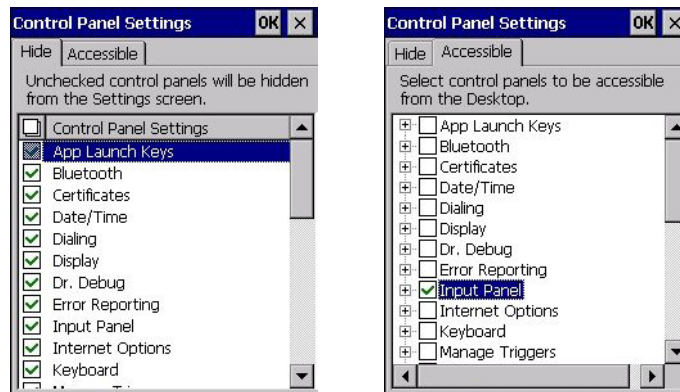 Control Panel Settings OK ×
Hide Accessible
Unchecked control panels will be hidden
from the Settings screen.
Control Panel Settings
App Launch Keys
Bluetooth
Certificates
Date/Time
Dialing
Display
Dr. Debug
Error Reporting
Input Panel
Internet Options
Keyboard
Control Panel Settings OK ×
Hide Accessible
Select control panels to be accessible
from the Desktop.
App Launch Keys
Bluetooth
Certificates
Date/Time
Dialing
Display
Dr. Debug
Error Reporting
Input Panel
Internet Options
Keyboard
Manage Triggers